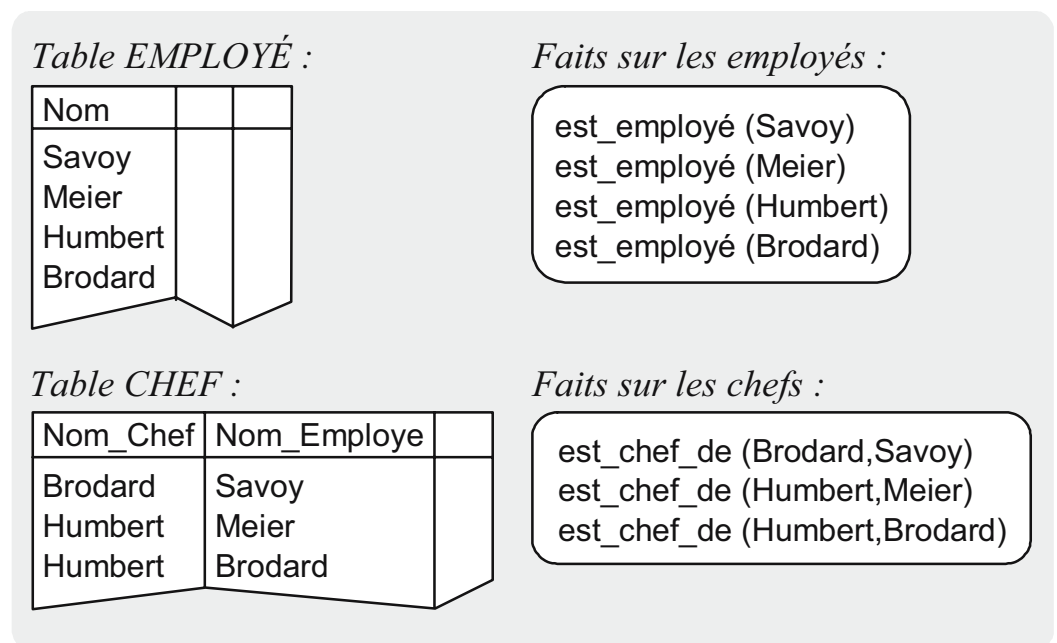 Table EMPLOYÉ :
Nom
Savoy
Meier
Humbert
Brodard
Faits sur les employés :
est_employé (Savoy)
est_employé (Meier)
est_employé (Humbert)
est_employé (Brodard)
Table CHEF :
Nom_Chef Nom_Employe
Brodard Savoy
Humbert Meier
Humbert Brodard
Faits sur les chefs :
est_chef_de (Brodard,Savoy)
est_chef_de (Humbert,Meier)
est_chef_de (Humbert,Brodard)